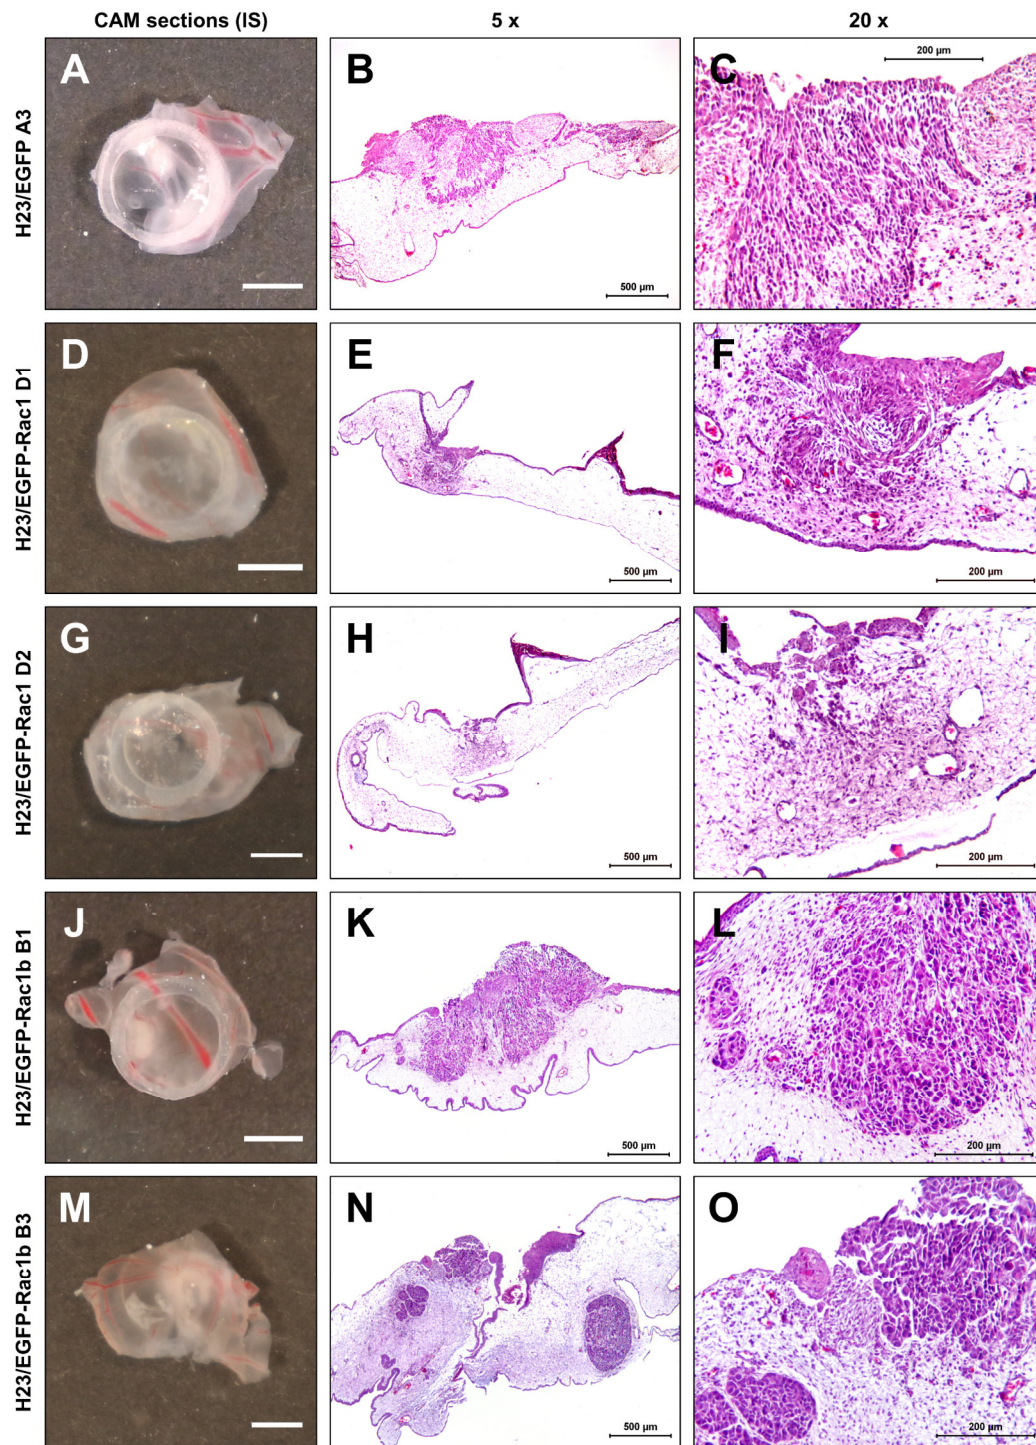 CAM sections (IS)
5 x
20 x
H23/EGFP A3
A
B
500 µm
C
200 µm
H23/EGFP-Rac1 D1
D
E
500 µm
F
200 µm
H23/EGFP-Rac1 D2
G
H
500 µm
I
200 µm
H23/EGFP-Rac1b B1
J
K
500 µm
L
200 µm
H23/EGFP-Rac1b B3
M
N
500 µm
O
200 µm